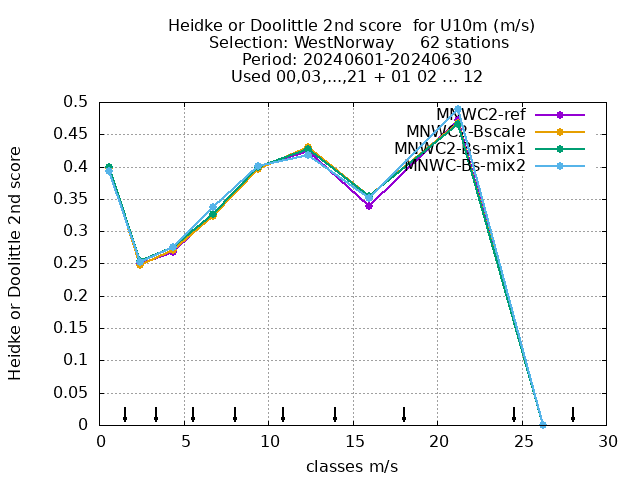 Heidke or Doolittle 2nd score  for U10m (m/s)
Selection: WestNorway     62 stations
Period: 20240601-20240630
Used 00,03,...,21 + 01 02 ... 12
Heidke or Doolittle 2nd score
0.5
0.45
0.4
0.35
0.3
0.25
0.2
0.15
0.1
0.05
0
MNWC2-ref
MNWC2-Bscale
MNWC2-Bs-mix1
MNWC-Bs-mix2
0 5 10 15 20 25 30
classes m/s